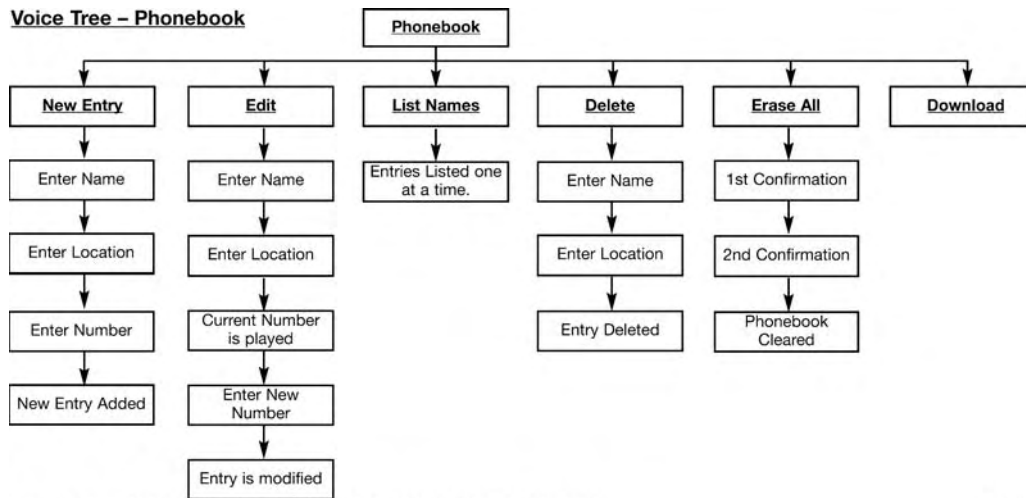 Voice Tree – Phonebook
Phonebook
New Entry
Edit
List Names
Delete
Erase All
Download
Enter Name
Enter Name
Entries Listed one
at a time.
Enter Name
1st Confirmation
Enter Location
Enter Location
Enter Location
2nd Confirmation
Enter Number
Current Number
is played
Entry Deleted
Phonebook
Cleared
New Entry Added
Enter New
Number
Entry is modified